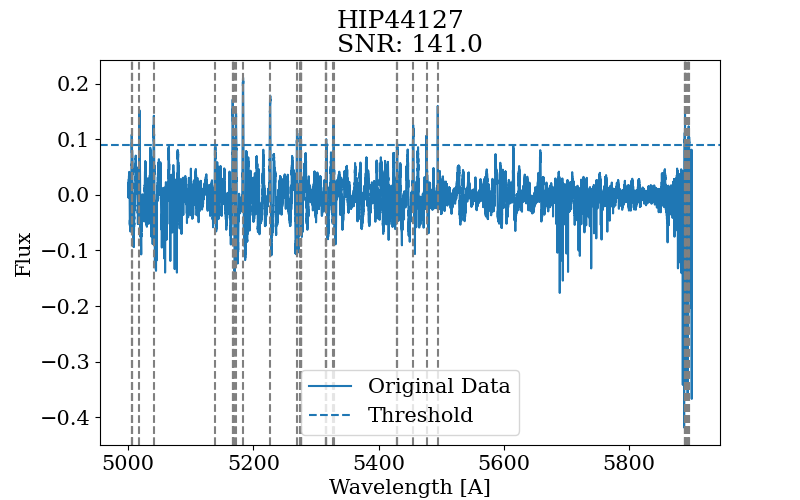 HIP44127
SNR: 141.0
0.2
0.1
0.0
−0.1
−0.2
−0.3
−0.4
Flux
Original Data
Threshold
5000 5200 5400 5600 5800
Wavelength [A]